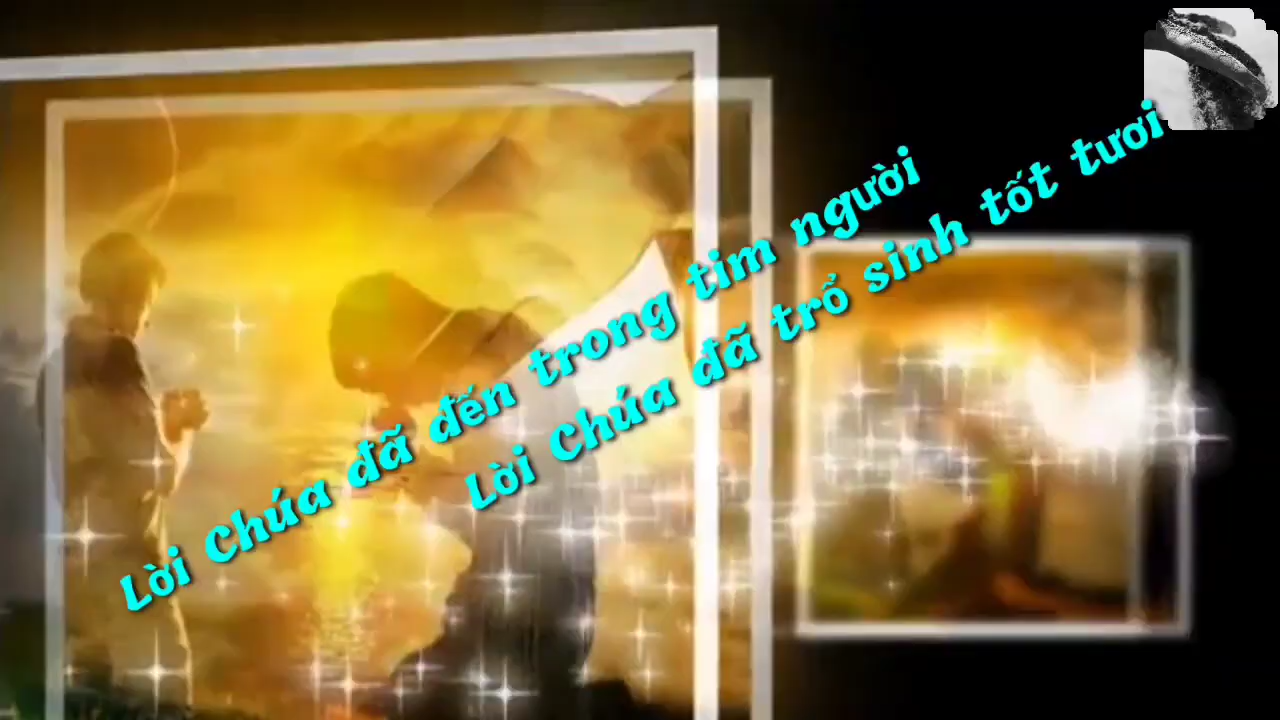 Lời Chúa đã đến trong tim người
Lời Chúa đã trổ sinh tốt tươi